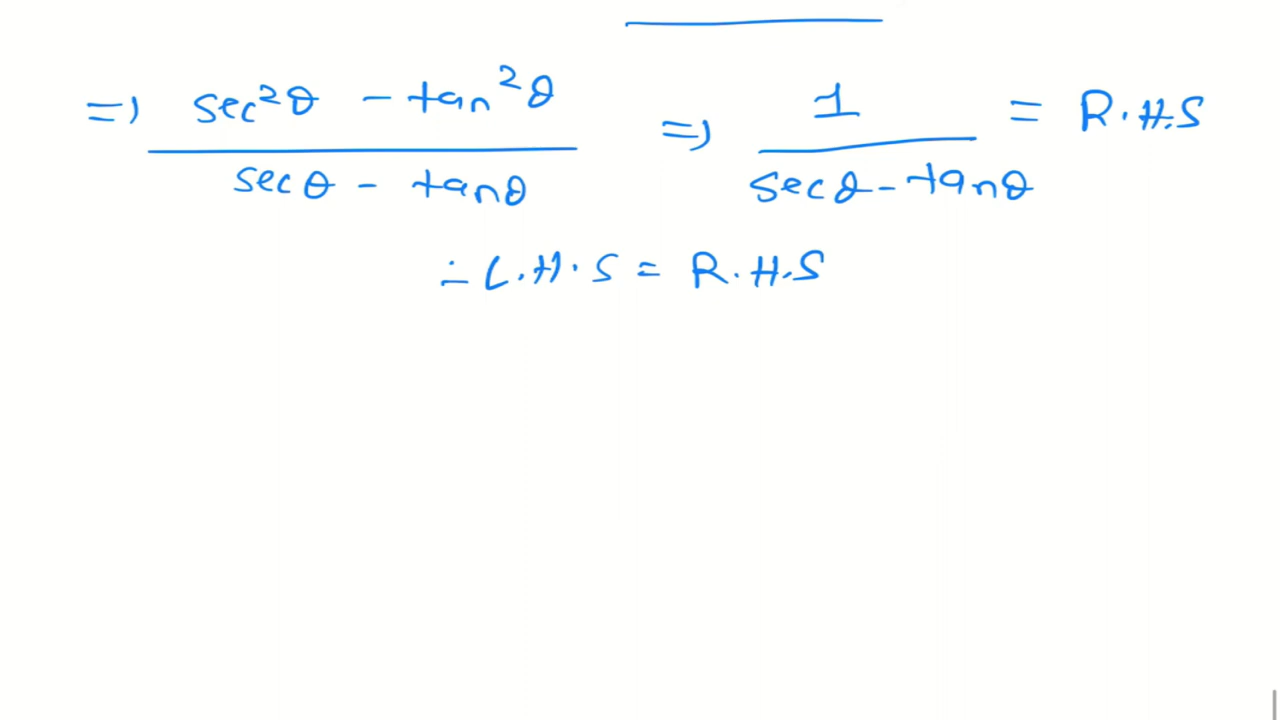 => sec²θ - tan²θ / secθ - tanθ => 1 / secθ - tanθ = R.H.S
∴ L.H.S = R.H.S